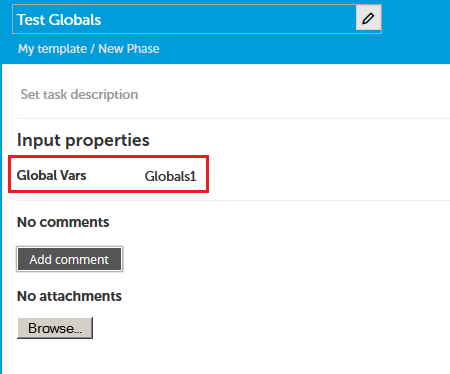 Test Globals
My template / New Phase
Set task description
Input properties
Global Vars Globals1
No comments
Add comment
No attachments
Browse...